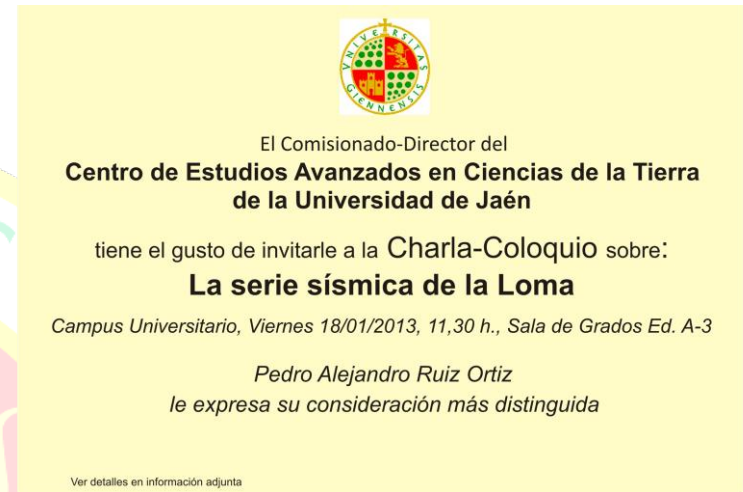 VNIVERSITAS GIENNENSIS
El Comisionado-Director del
Centro de Estudios Avanzados en Ciencias de la Tierra
de la Universidad de Jaén
tiene el gusto de invitarle a la Charla-Coloquio sobre:
La serie sísmica de la Loma
Campus Universitario, Viernes 18/01/2013, 11,30 h., Sala de Grados Ed. A-3
Pedro Alejandro Ruiz Ortiz
le expresa su consideración más distinguida
Ver detalles en información adjunta